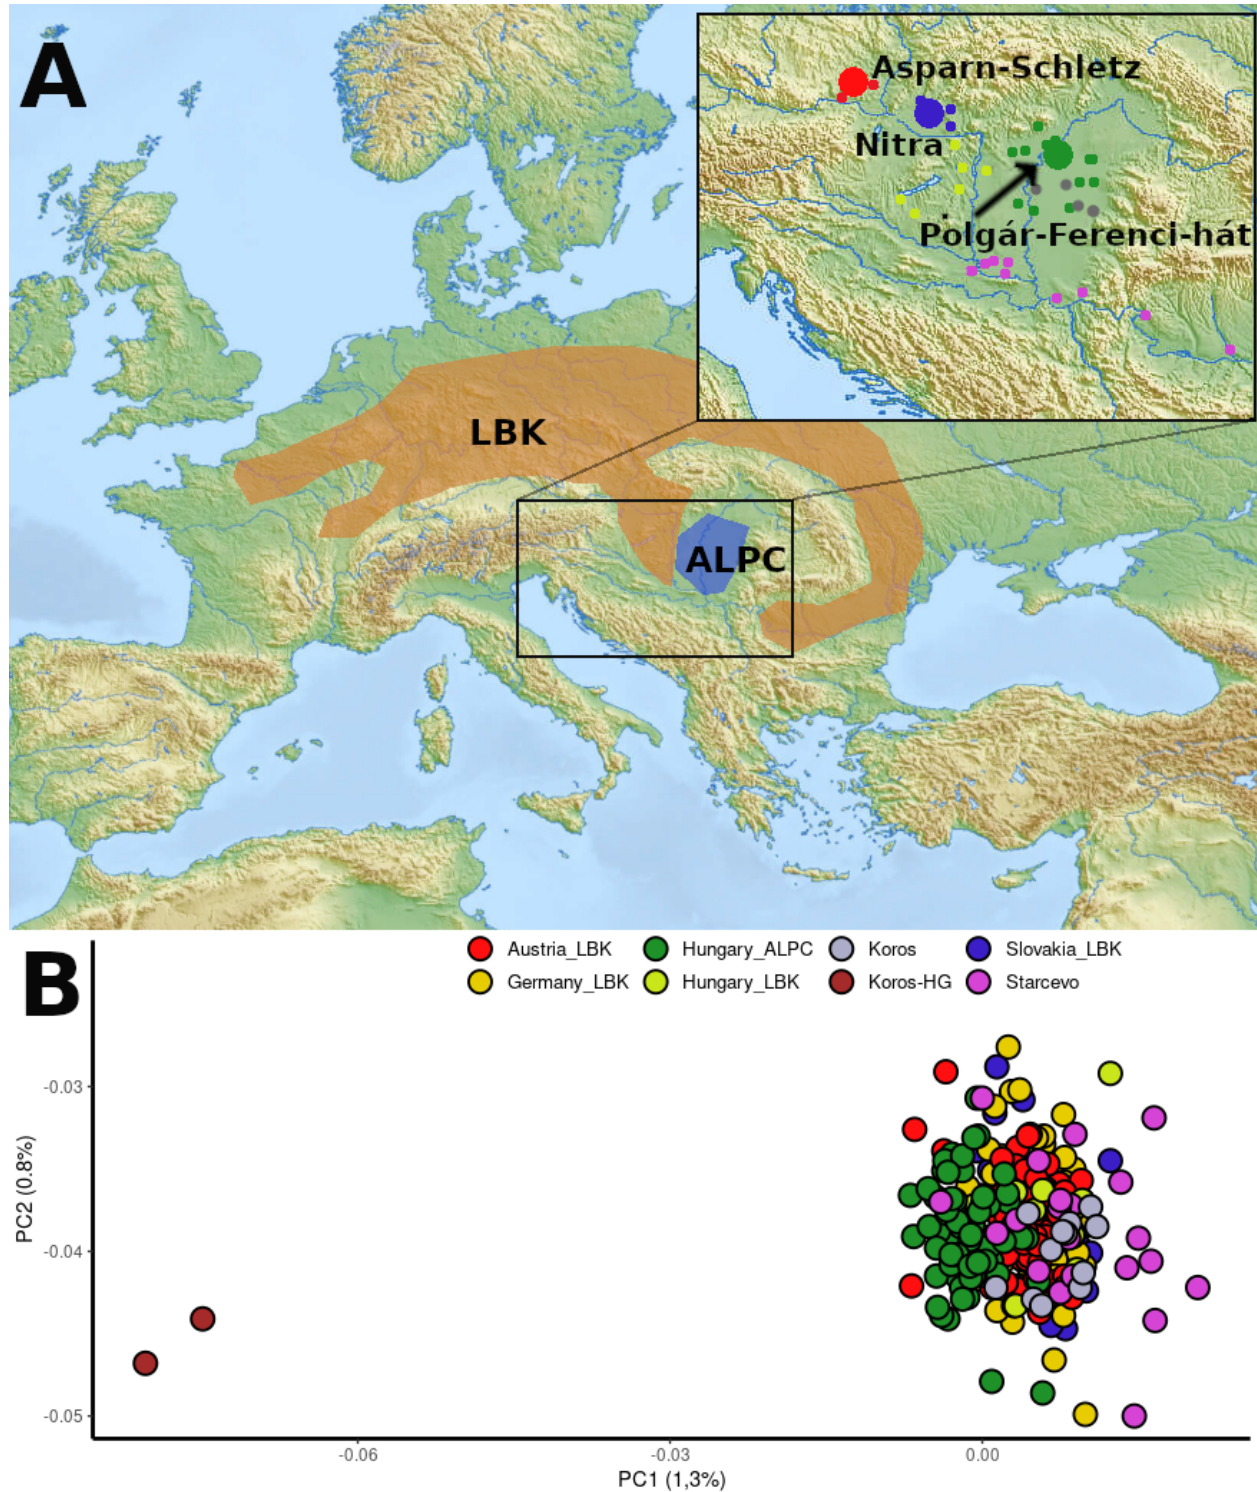 A
Asparn-Schletz
Nitra
Polgár-Ferenci-hát
LBK
ALPC
B
Austria_LBK
Hungary_ALPC
Koros
Slovakia_LBK
Germany_LBK
Hungary_LBK
Koros-HG
Starcevo
-0.03
-0.04
-0.05
PC2 (0.8%)
-0.06
-0.03
0.00
PC1 (1,3%)